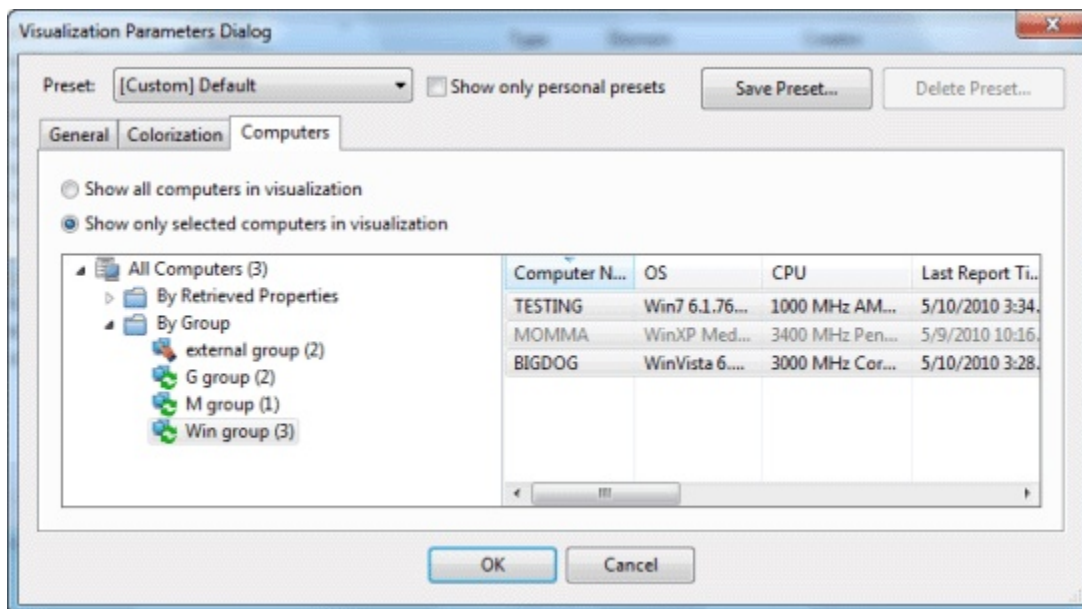 Visualization Parameters Dialog
Preset: [Custom] Default Show only personal presets Save Preset... Delete Preset...
General Colorization Computers
Show all computers in visualization
Show only selected computers in visualization
All Computers (3)
By Retrieved Properties
By Group
external group (2)
G group (2)
M group (1)
Win group (3)
Computer N... OS CPU Last Report Ti...
TESTING Win7 6.1.76... 1000 MHz AM... 5/10/2010 3:34.
MOMMA WinXP Med... 3400 MHz Pen... 5/9/2010 10:16.
BIGDOG WinVista 6.... 3000 MHz Cor... 5/10/2010 3:28.
OK Cancel